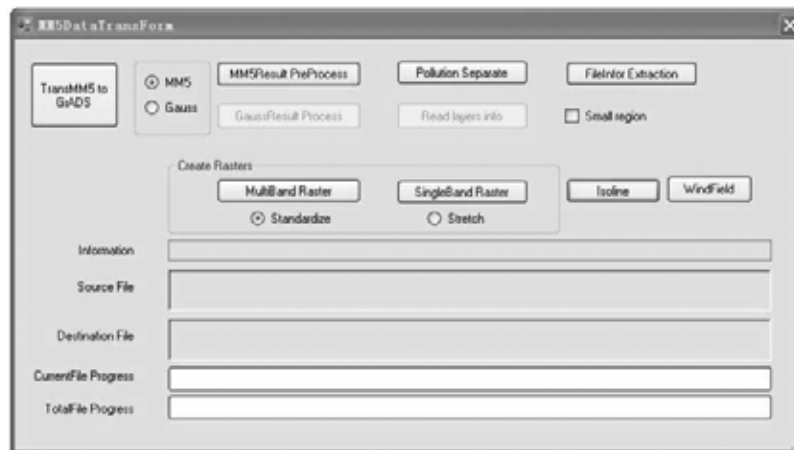 MM5DataTransForm
TransMM5 to GrADS
MM5
Gauss
MM5Result PreProcess
Pollution Separate
FileInfor Extraction
GaussResult Process
Read layers info
Small region
Create Rasters
MultiBand Raster
SingleBand Raster
Isoline
WindField
Standardize
Stretch
Information
Source File
Destination File
CurrentFile Progress
TotalFile Progress